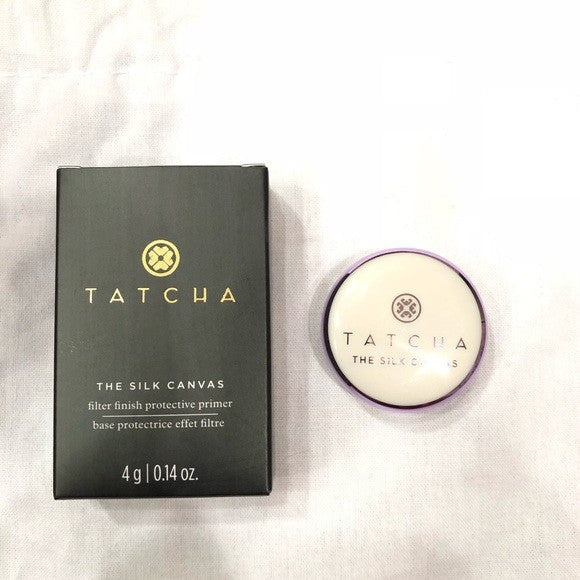 TATCHA
THE SILK CANVAS
filter finish protective primer
base protectrice effet filtre
4 g | 0.14 oz.
TATCHA
THE SILK CANVAS